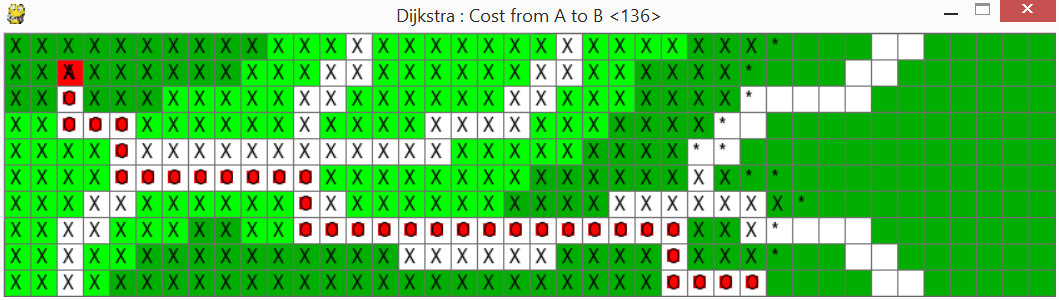 Dijkstra : Cost from A to B <136>
X X X X X X X X X X X X X X X X X X X X X X X X X X X X X *
X X A X X X X X X X X X X X X X X X X X X X X X X X X X *
X X O X X X X X X X X X X X X X X X X X X X X X X X X X *
X X O O O X X X X X X X X X X X X X X X X X X X X X X *
X X X X O X X X X X X X X X X X X X X X X X X X X X * *
X X X X O O O O O O O O X X X X X X X X X X X X X X X X * *
X X X X X X X X X X X O X X X X X X X X X X X X X X X X X X *
X X X X X X X X X X X O O O O O O O O O O O O O O O X X X *
X X X X X X X X X X X X X X X X X X X X X X X X X O X X X *
X X X X X X X X X X X X X X X X X X X X X X X X X O O O O